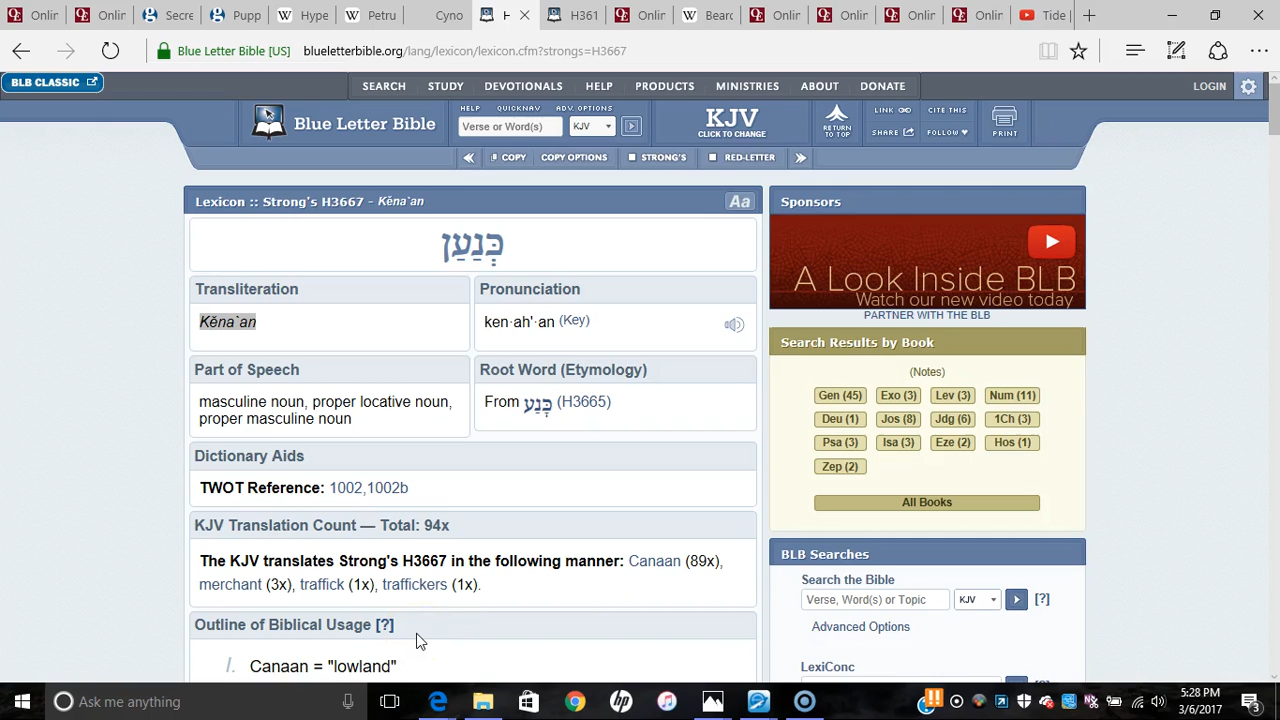 Onlin
Onlin
Secre
Pupp
Hyp
Petru
Cyno
H
H361
Onlin
Bear
Onlin
Onlin
Onlin
Onlin
Tide
Blue Letter Bible [US]
blueletterbible.org/lang/lexicon/lexicon.cfm?strongs=H3667
BLB CLASSIC
SEARCH STUDY DEVOTIONALS HELP PRODUCTS MINISTRIES ABOUT DONATE
LOGIN
Blue Letter Bible
HELP QUICKNAV ADV. OPTIONS
Verse or Word(s) KJV
KJV
CLICK TO CHANGE
RETURN TO TOP
LINK CITE THIS
SHARE FOLLOW
PRINT
COPY COPY OPTIONS STRONG'S RED-LETTER
Lexicon :: Strong's H3667 - Kĕna`an
Aa
כְּנַעַן
Transliteration
Kĕna`an
Pronunciation
ken·ah'·an (Key)
Part of Speech
masculine noun, proper locative noun,
proper masculine noun
Root Word (Etymology)
From כָּנַע (H3665)
Dictionary Aids
TWOT Reference: 1002,1002b
KJV Translation Count — Total: 94x
The KJV translates Strong's H3667 in the following manner: Canaan (89x),
merchant (3x), traffick (1x), traffickers (1x).
Outline of Biblical Usage [?]
I. Canaan = "lowland"
Sponsors
A Look Inside BLB
Watch our new video today
PARTNER WITH THE BLB
Search Results by Book
(Notes)
Gen (45) Exo (3) Lev (3) Num (11)
Deu (1) Jos (8) Jdg (6) 1Ch (3)
Psa (3) Isa (3) Eze (2) Hos (1)
Zep (2)
All Books
BLB Searches
Search the Bible
Verse, Word(s) or Topic KJV [?]
Advanced Options
LexiConc
Ask me anything
5:28 PM
3/6/2017
3